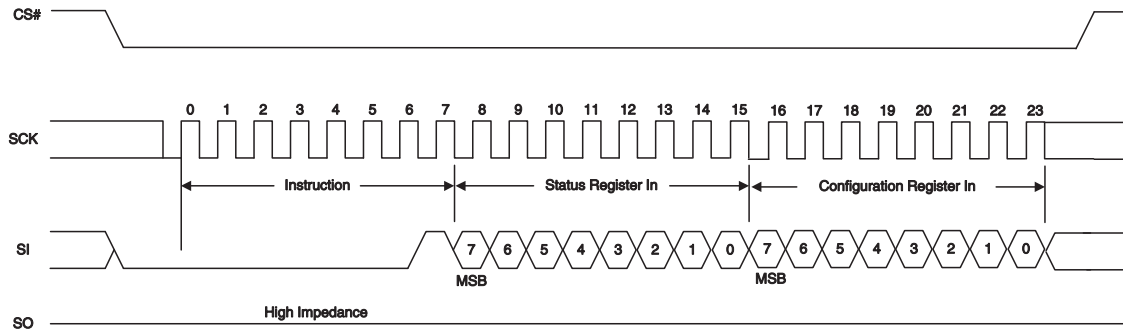 CS#
0 1 2 3 4 5 6 7 8 9 10 11 12 13 14 15 16 17 18 19 20 21 22 23
SCK
Instruction Status Register In Configuration Register In
SI 7 6 5 4 3 2 1 0 7 6 5 4 3 2 1 0
MSB MSB
High Impedance
SO